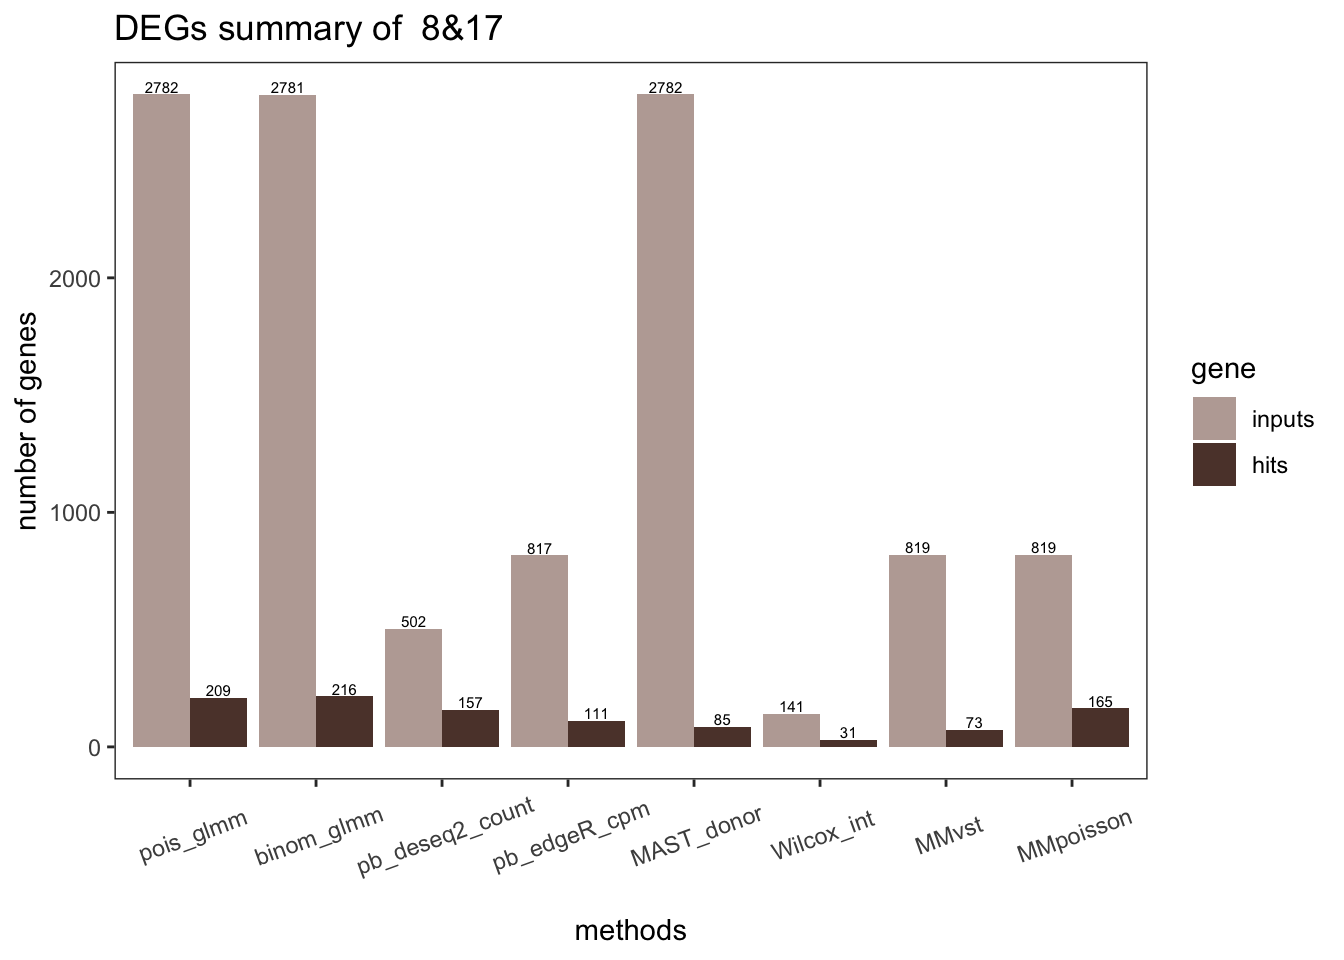 DEGs summary of  8&17
number of genes
2000
1000
0
2782
209
2781
216
502
157
817
111
2782
85
141
31
819
73
819
165
pois_glmm
binom_glmm
pb_deseq2_count
pb_edgeR_cpm
MAST_donor
Wilcox_int
MMvst
MMpoisson
methods
gene
inputs
hits